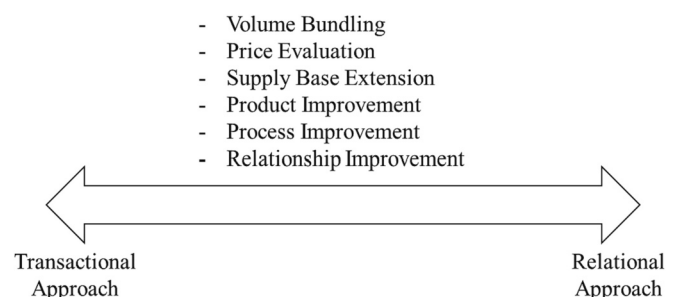 - Volume Bundling
- Price Evaluation
- Supply Base Extension
- Product Improvement
- Process Improvement
- Relationship Improvement
Transactional
Approach
Relational
Approach